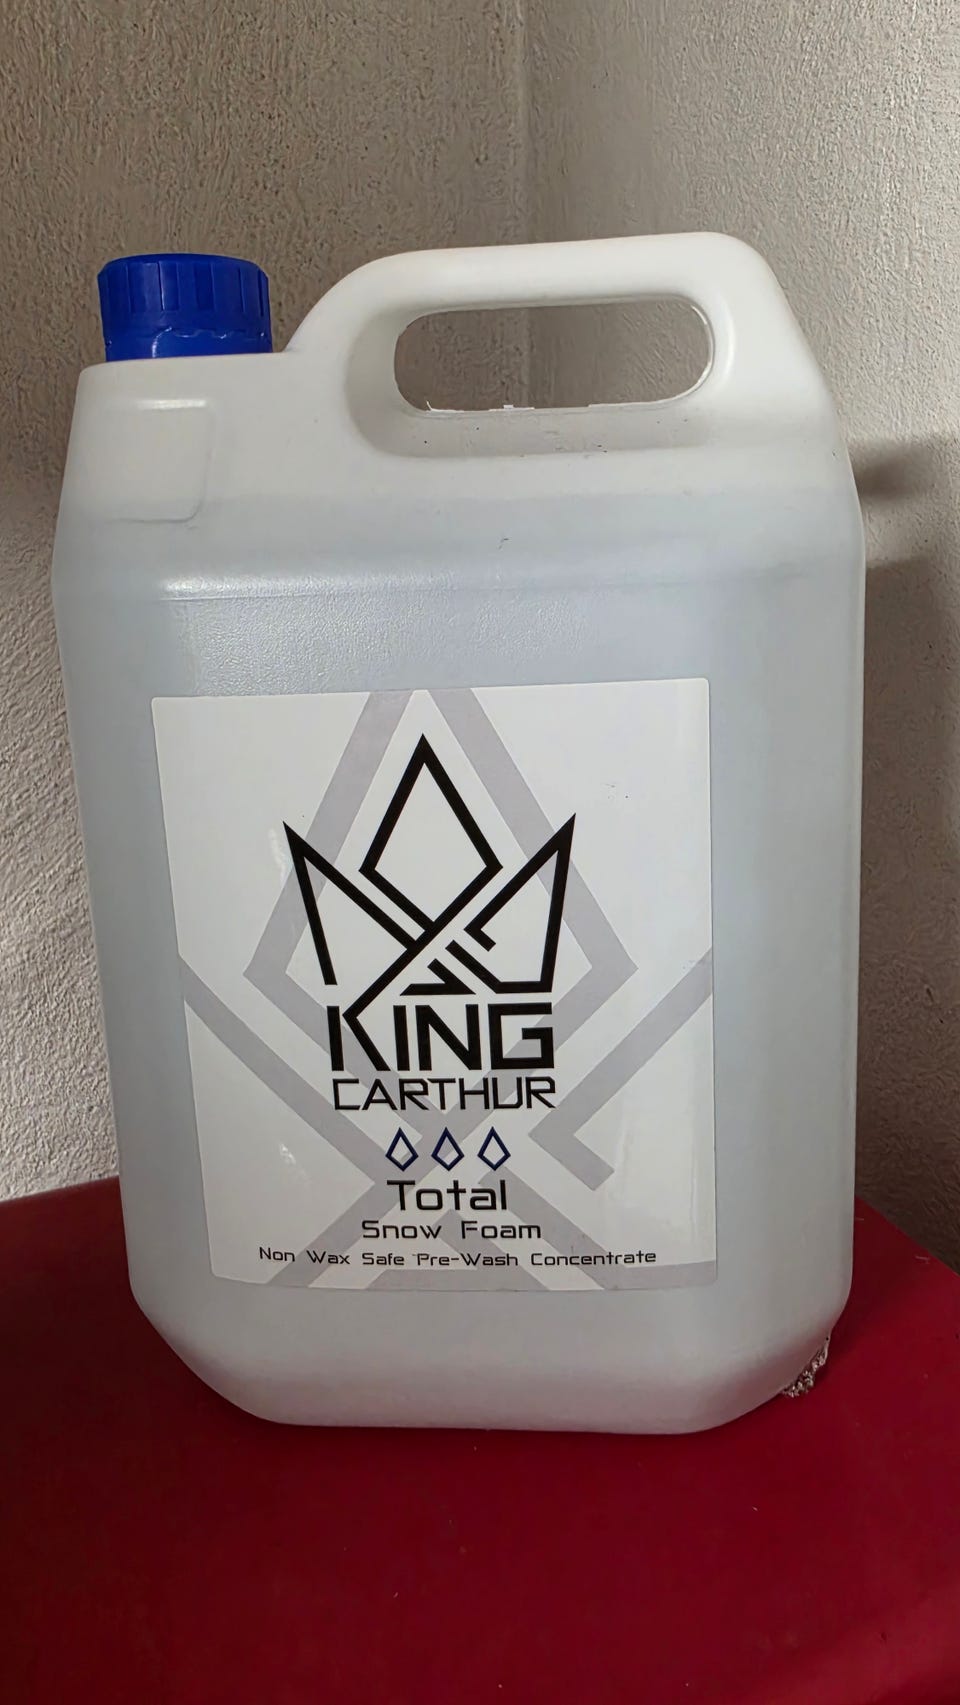 KING
CARTHUR
Total
Snow Foam
Non Wax Safe Pre-Wash Concentrate